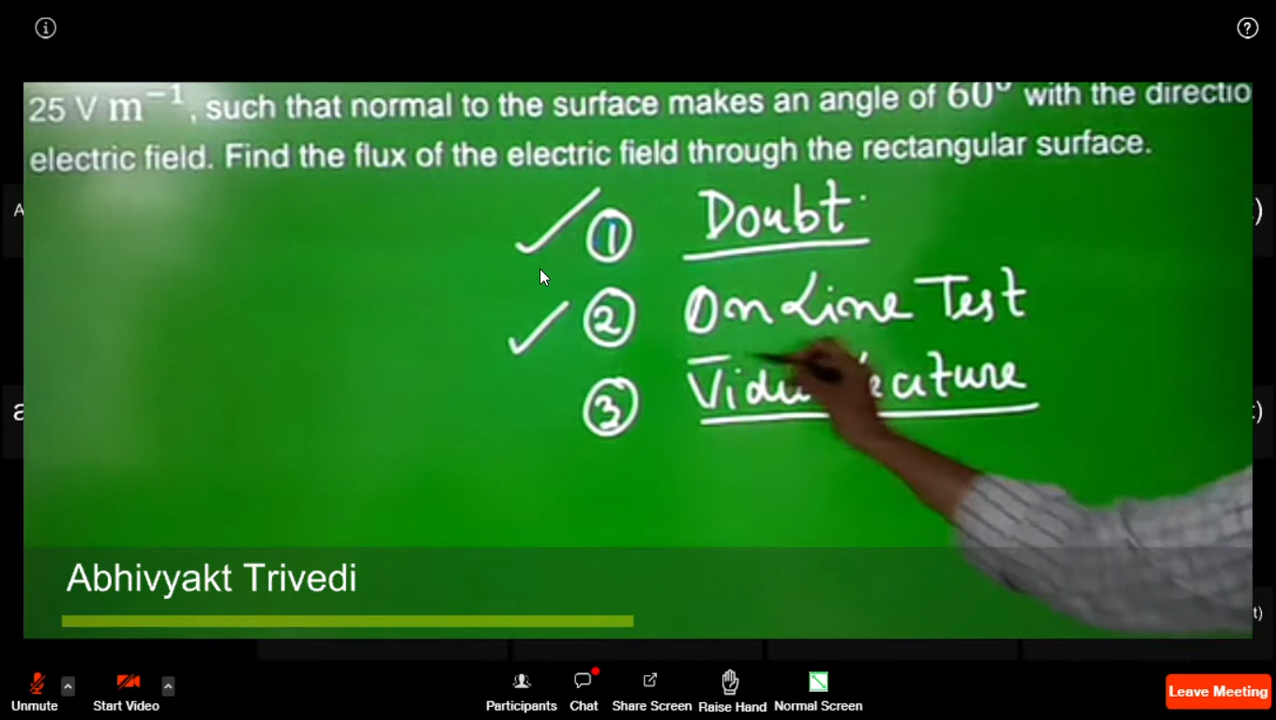 25 V m⁻¹, such that normal to the surface makes an angle of 60⁰ with the directio
electric field. Find the flux of the electric field through the rectangular surface.
① Doubt
② OnLine Test
③
Abhivyakt Trivedi
Unmute
Start Video
Participants
Chat
Share Screen
Raise Hand
Normal Screen
Leave Meeting